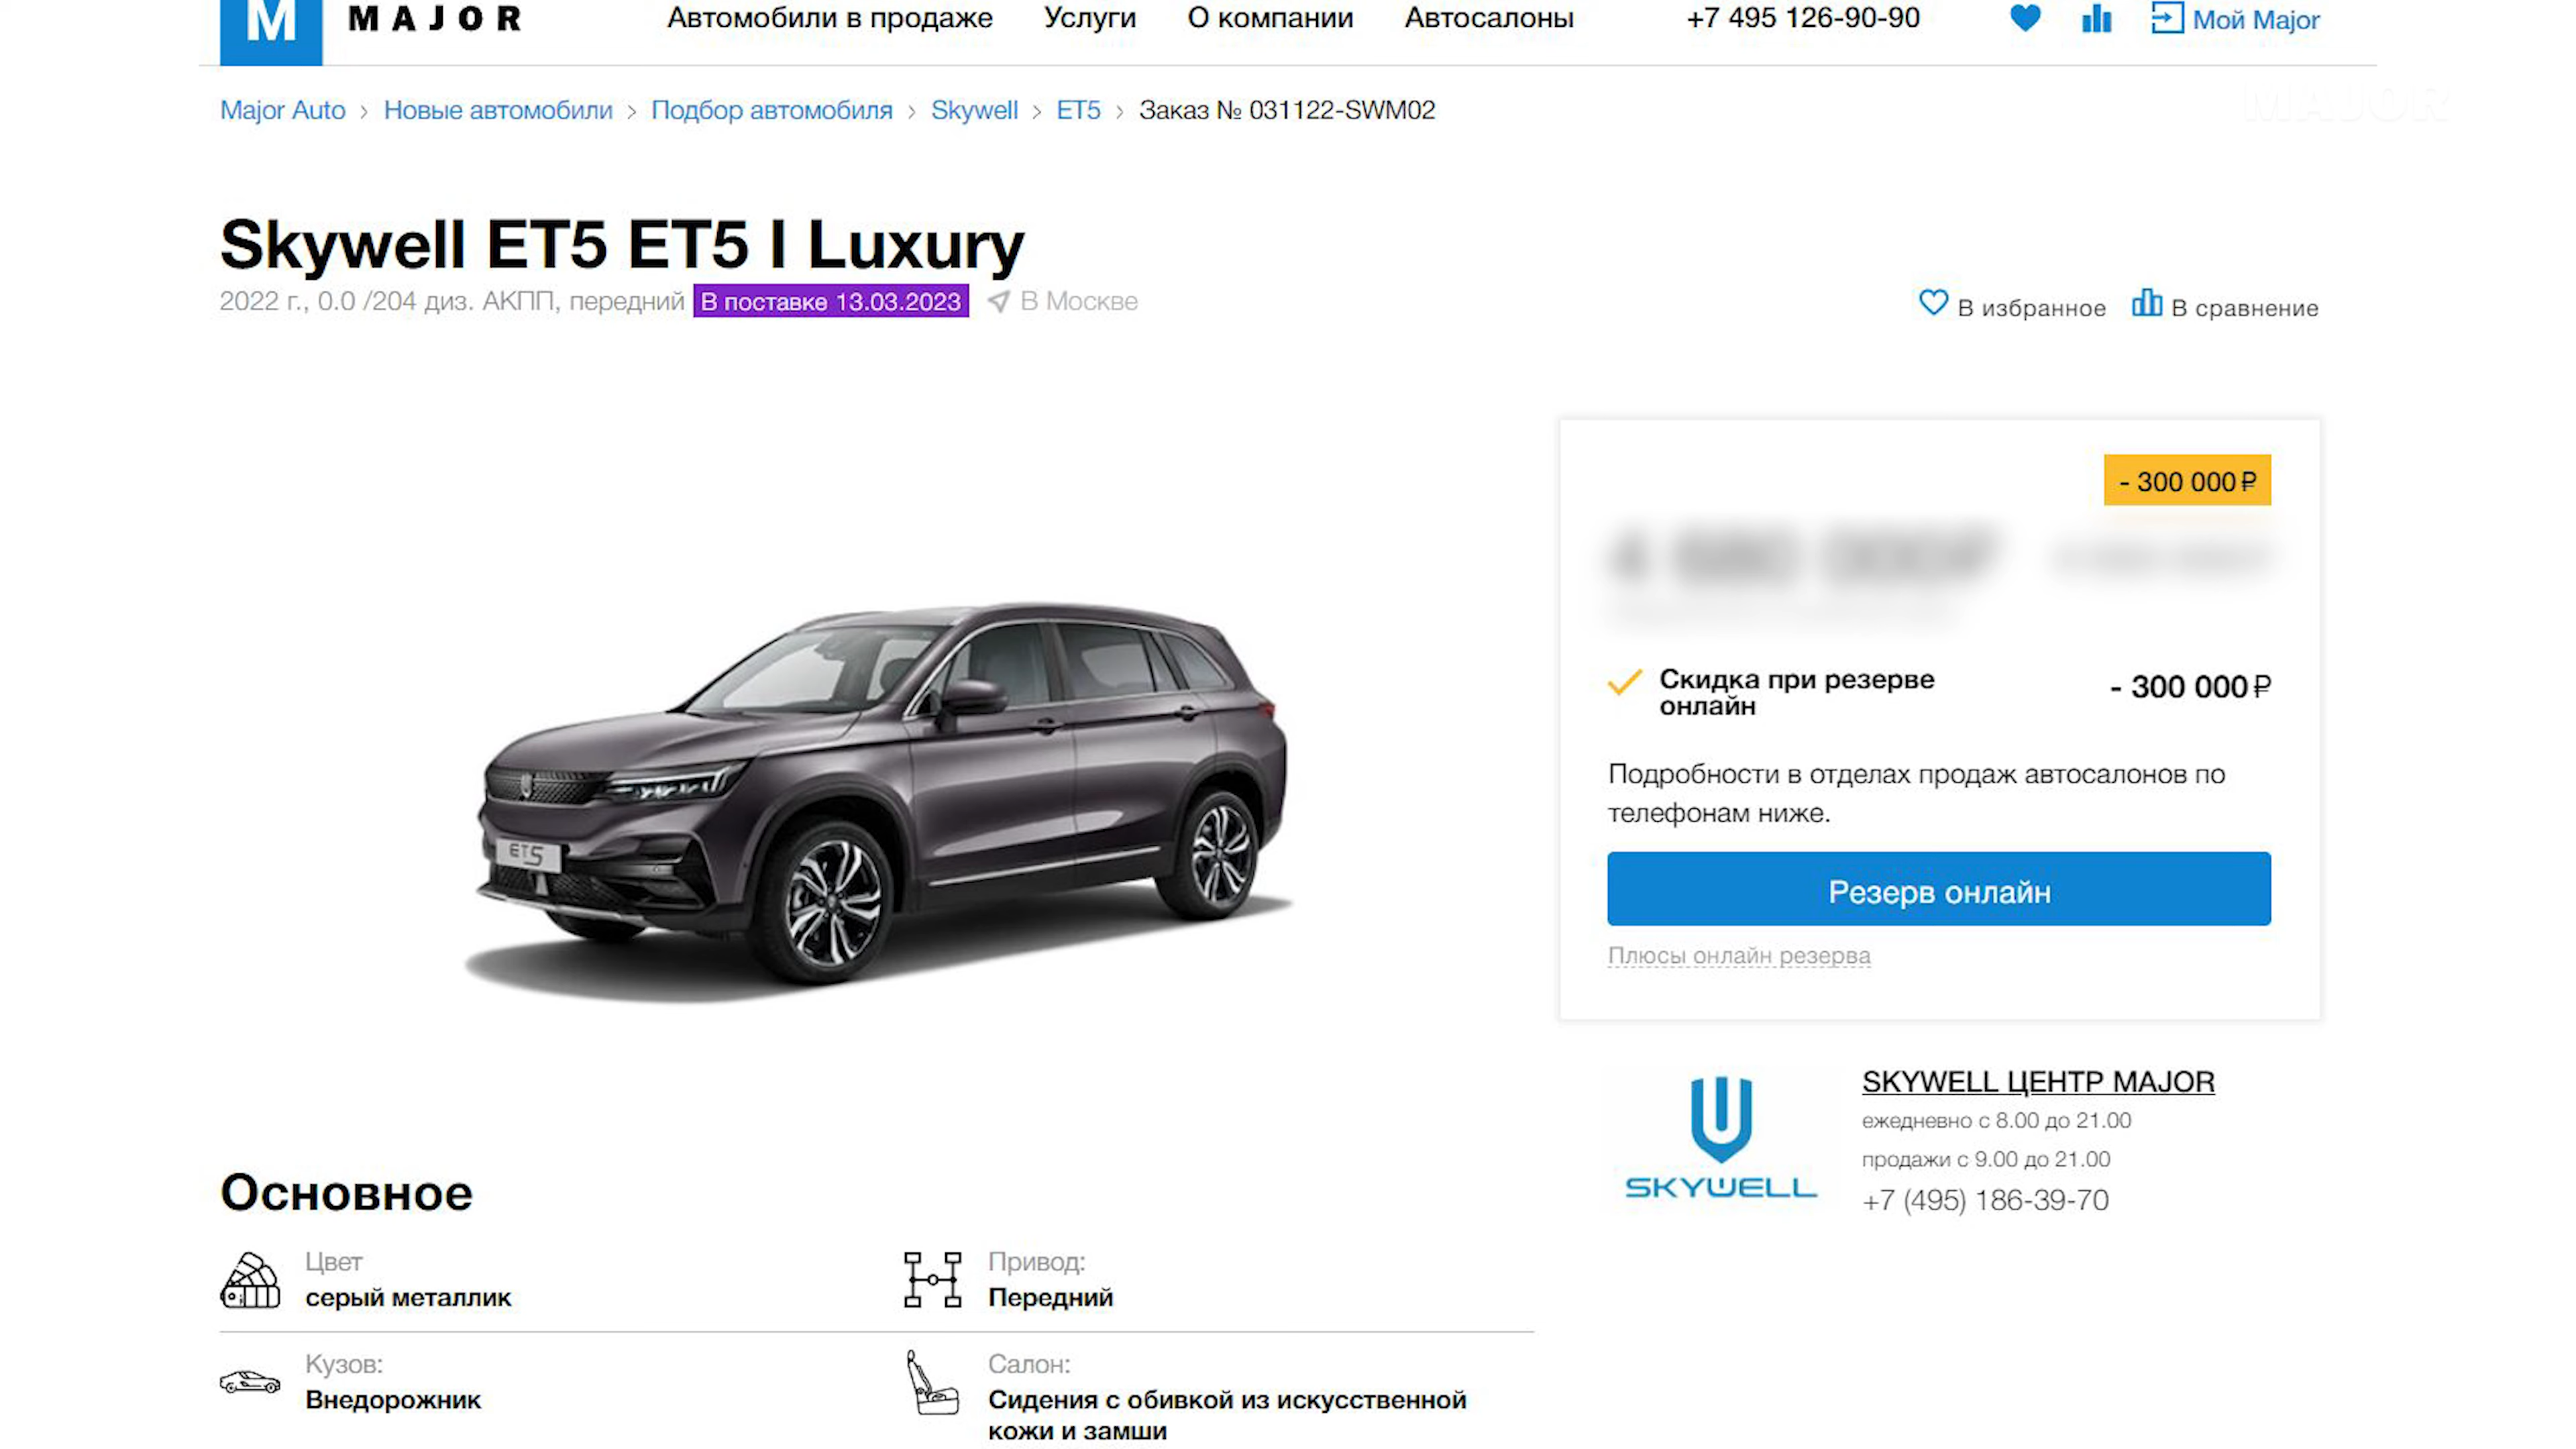 M MAJOR Автомобили в продаже Услуги О компании Автосалоны +7 495 126-90-90 Мой Major
Major Auto › Новые автомобили › Подбор автомобиля › Skywell › ET5 › Заказ № 031122-SWM02
MAJOR
Skywell ET5 ET5 I Luxury
2022 г., 0.0 /204 диз. АКПП, передний В поставке 13.03.2023 В Москве
В избранное В сравнение
- 300 000 ₽
Скидка при резерве
онлайн
- 300 000 ₽
Подробности в отделах продаж автосалонов по
телефонам ниже.
Резерв онлайн
Плюсы онлайн резерва
ET5
SKYWELL
SKYWELL ЦЕНТР MAJOR
ежедневно с 8.00 до 21.00
продажи с 9.00 до 21.00
+7 (495) 186-39-70
Основное
Цвет
серый металлик
Привод:
Передний
Кузов:
Внедорожник
Салон:
Сидения с обивкой из искусственной
кожи и замши